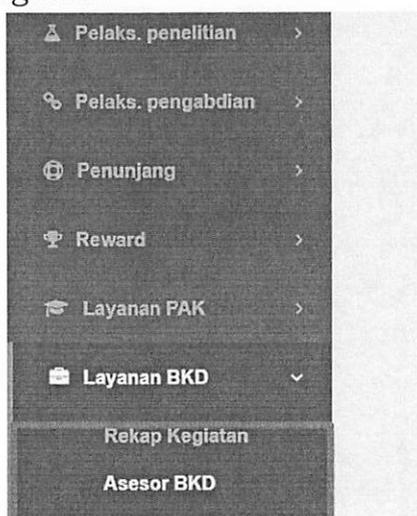 Pelaks. penelitian
Pelaks. pengabdian
Penunjang
Reward
Layanan PAK
Layanan BKD
Rekap Kegiatan
Asesor BKD